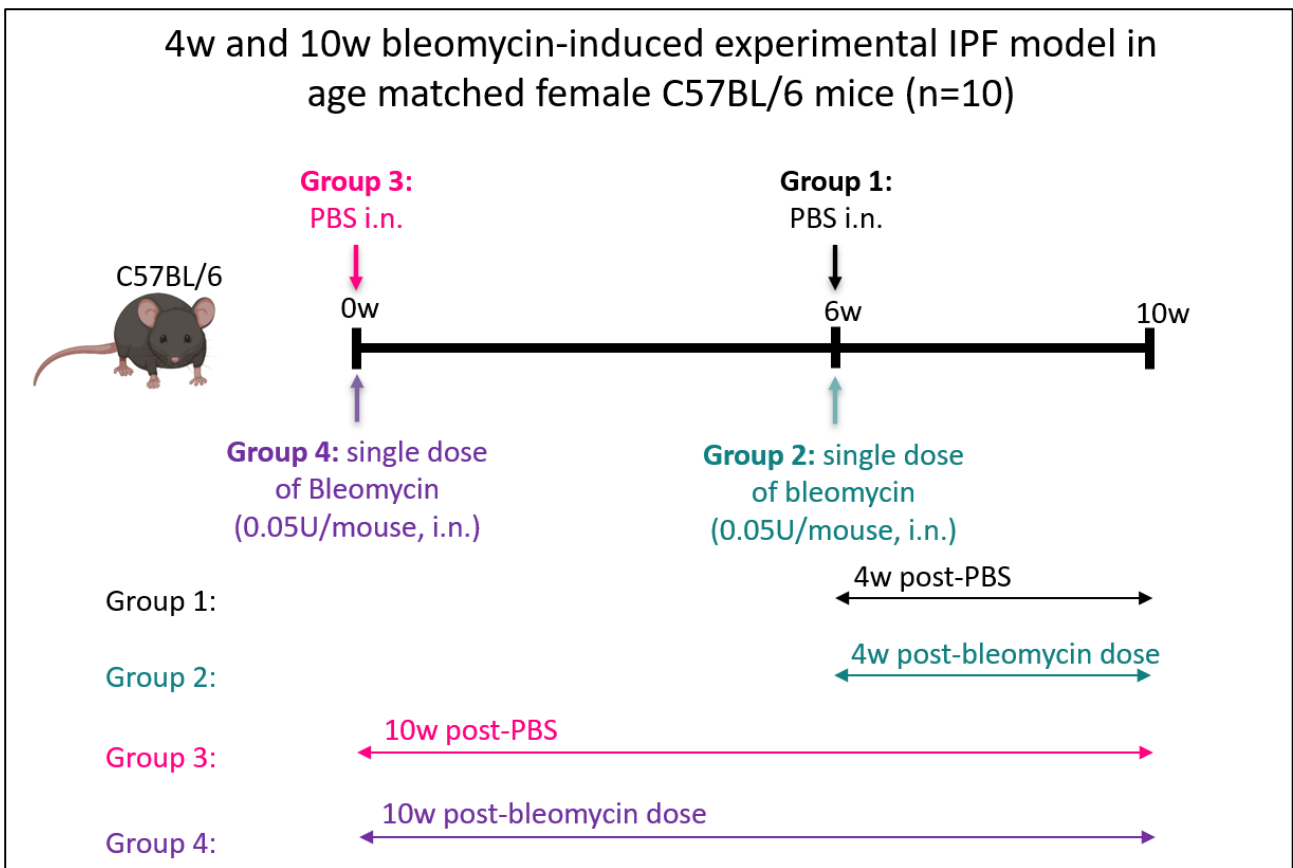 4w and 10w bleomycin-induced experimental IPF model in
age matched female C57BL/6 mice (n=10)
Group 3:
PBS i.n.
Group 1:
PBS i.n.
C57BL/6
0w
6w
10w
Group 4: single dose
of Bleomycin
(0.05U/mouse, i.n.)
Group 2: single dose
of bleomycin
(0.05U/mouse, i.n.)
Group 1:
4w post-PBS
Group 2:
4w post-bleomycin dose
Group 3:
10w post-PBS
Group 4:
10w post-bleomycin dose